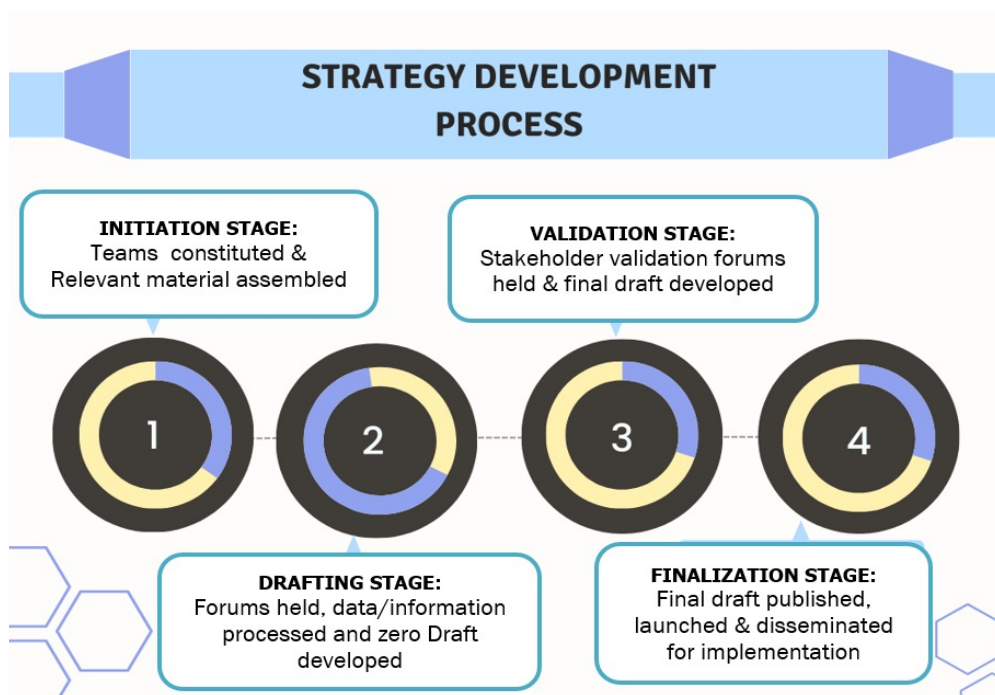 STRATEGY DEVELOPMENT
PROCESS
INITIATION STAGE:
Teams constituted &
Relevant material assembled
VALIDATION STAGE:
Stakeholder validation forums
held & final draft developed
1
2
3
4
DRAFTING STAGE:
Forums held, data/information
processed and zero Draft
developed
FINALIZATION STAGE:
Final draft published,
launched & disseminated
for implementation